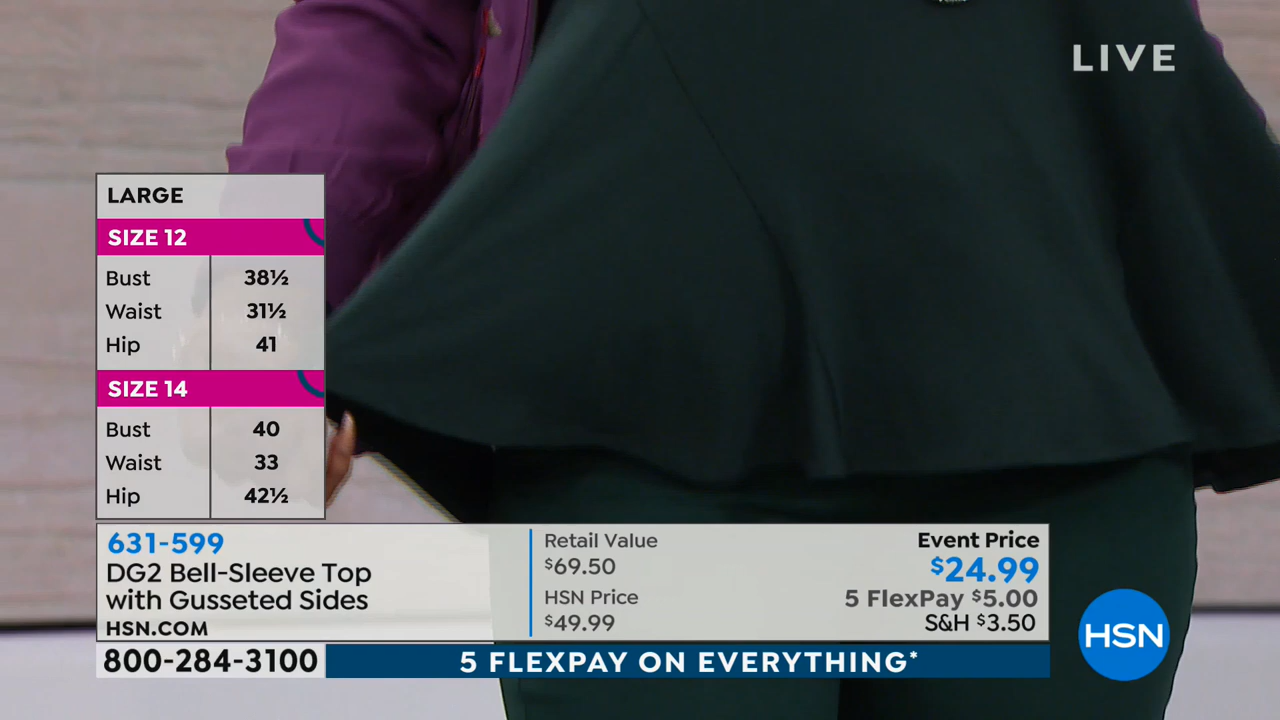 LIVE
LARGE
SIZE 12
Bust 38½
Waist 31½
Hip 41
SIZE 14
Bust 40
Waist 33
Hip 42½
631-599
DG2 Bell-Sleeve Top
with Gusseted Sides
HSN.COM
Retail Value
$69.50
HSN Price
$49.99
Event Price
$24.99
5 FlexPay $5.00
S&H $3.50
HSN
800-284-3100
5 FLEXPAY ON EVERYTHING*